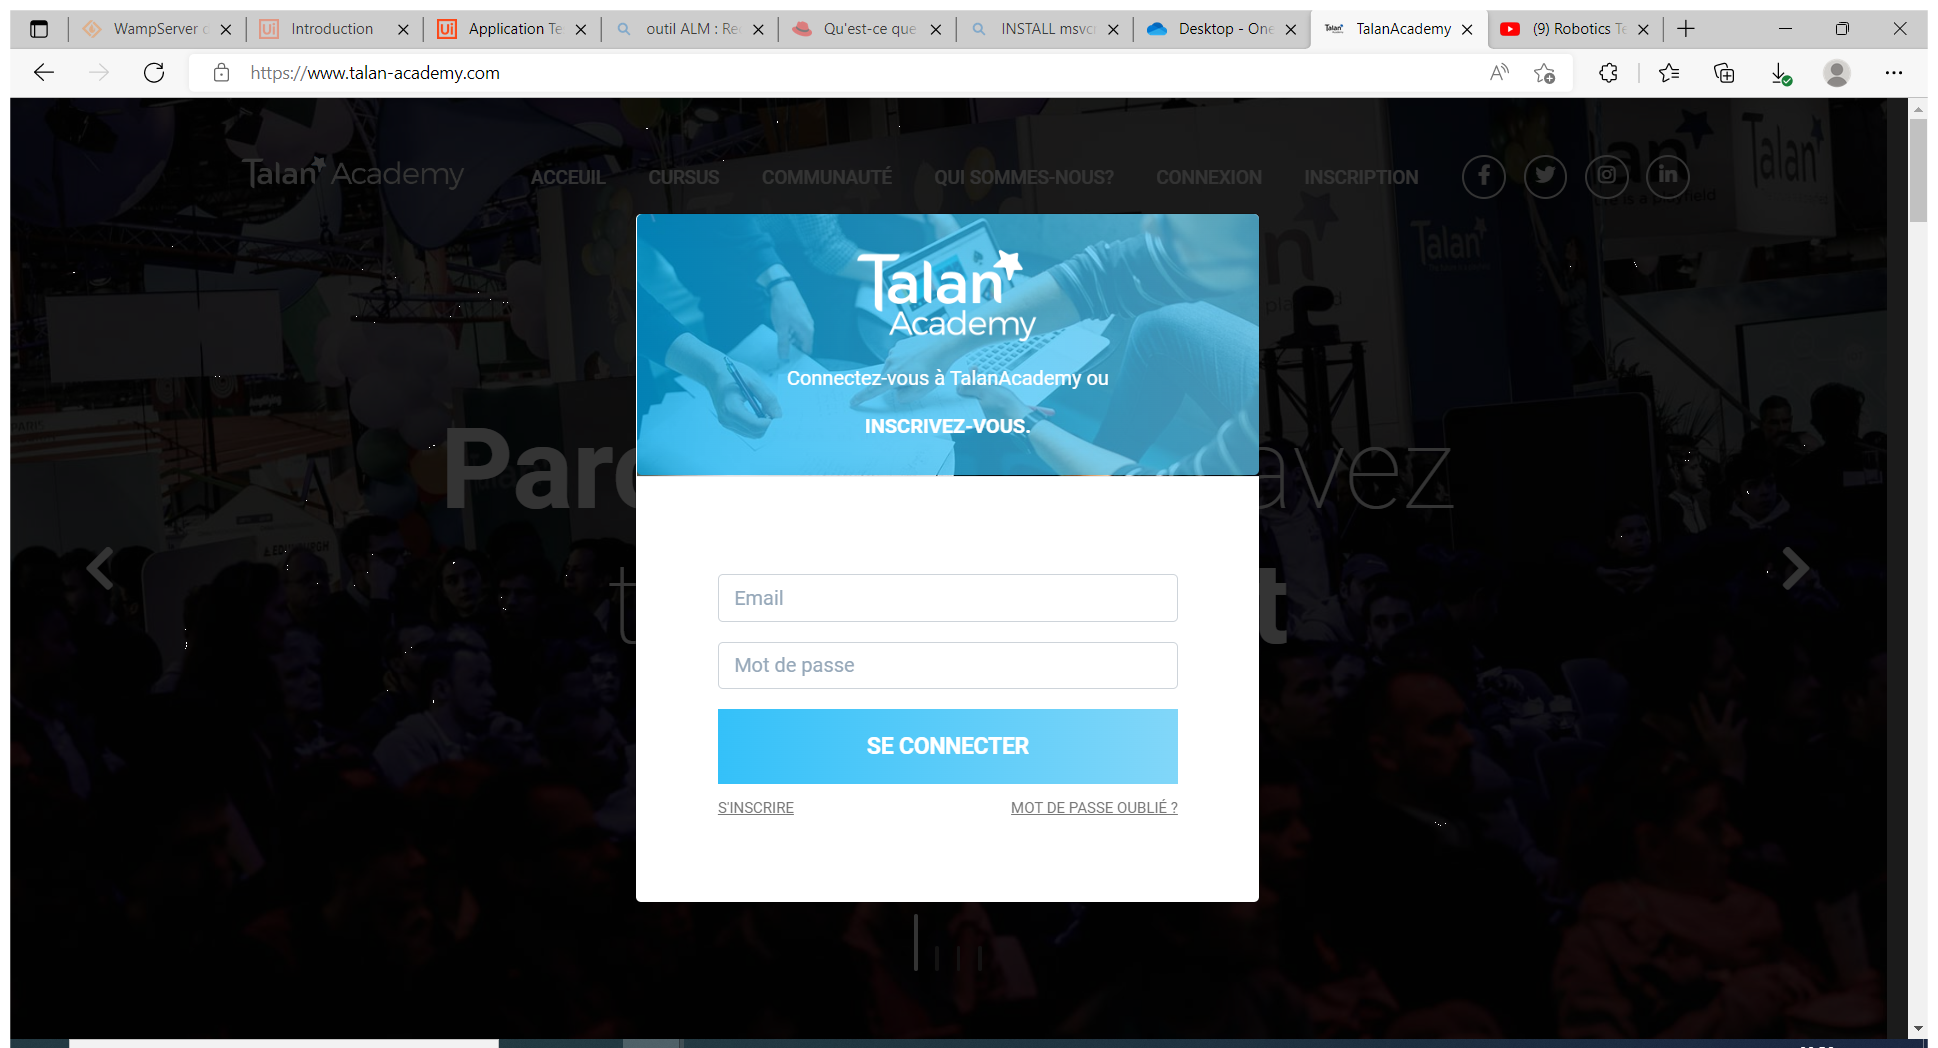 WampServer
Introduction
Application Te
outil ALM : Re
Qu'est-ce que
INSTALL msvc
Desktop - One
TalanAcademy
(9) Robotics Te
https://www.talan-academy.com
Talan Academy
ACCEUIL
CURSUS
COMMUNAUTÉ
QUI SOMMES-NOUS?
CONNEXION
INSCRIPTION
Talan
Academy
Connectez-vous à TalanAcademy ou
INSCRIVEZ-VOUS.
avez
Email
Mot de passe
SE CONNECTER
S'INSCRIRE
MOT DE PASSE OUBLIÉ ?